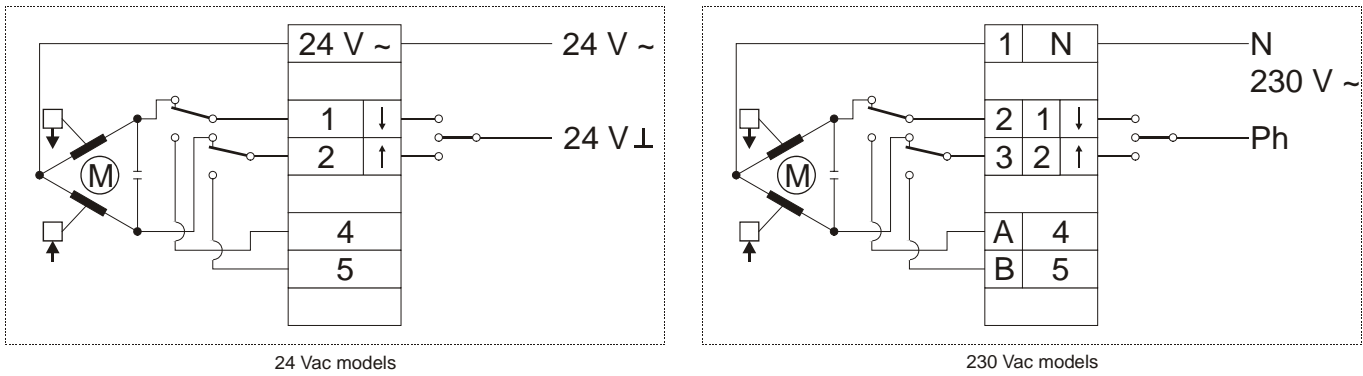 24 V ~ 24 V ~
1 ↓
2 ↑ 24 V ⊥
M
4
5
24 Vac models
1 N N
230 V ~
2 1 ↓
3 2 ↑ Ph
M
A 4
B 5
230 Vac models